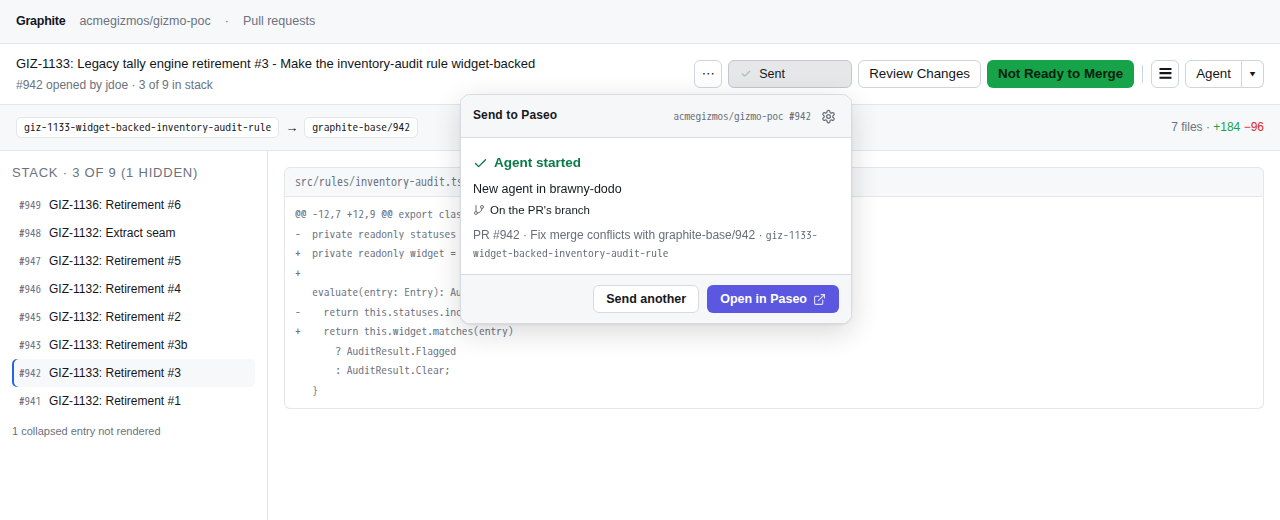 Graphite acmegizmos/gizmo-poc · Pull requests
GIZ-1133: Legacy tally engine retirement #3 - Make the inventory-audit rule widget-backed
#942 opened by jdoe · 3 of 9 in stack
··· Sent Review Changes Not Ready to Merge Agent
giz-1133-widget-backed-inventory-audit-rule → graphite-base/942
7 files · +184 −96
Send to Paseo acmegizmos/gizmo-poc #942
Agent started
New agent in brawny-dodo
On the PR's branch
PR #942 · Fix merge conflicts with graphite-base/942 · giz-1133-
widget-backed-inventory-audit-rule
Send another Open in Paseo
STACK · 3 OF 9 (1 HIDDEN)
#949 GIZ-1136: Retirement #6
#948 GIZ-1132: Extract seam
#947 GIZ-1132: Retirement #5
#946 GIZ-1132: Retirement #4
#945 GIZ-1132: Retirement #2
#943 GIZ-1133: Retirement #3b
#942 GIZ-1133: Retirement #3
#941 GIZ-1132: Retirement #1
1 collapsed entry not rendered
src/rules/inventory-audit.ts
@@ -12,7 +12,9 @@ export clas
- private readonly statuses
+ private readonly widget =
+
evaluate(entry: Entry): Au
- return this.statuses.inc
+ return this.widget.matches(entry)
? AuditResult.Flagged
: AuditResult.Clear;
}